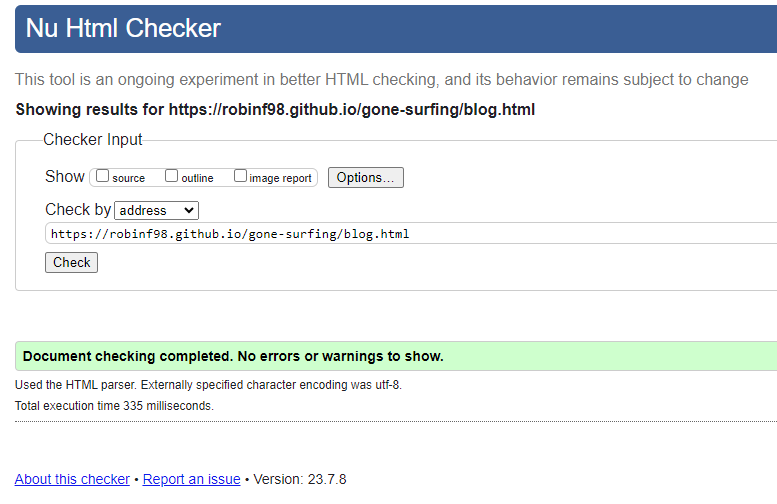 Nu Html Checker
This tool is an ongoing experiment in better HTML checking, and its behavior remains subject to change
Showing results for https://robinf98.github.io/gone-surfing/blog.html
Checker Input
Show source outline image report Options...
Check by address
https://robinf98.github.io/gone-surfing/blog.html
Check
Document checking completed. No errors or warnings to show.
Used the HTML parser. Externally specified character encoding was utf-8.
Total execution time 335 milliseconds.
About this checker • Report an issue • Version: 23.7.8